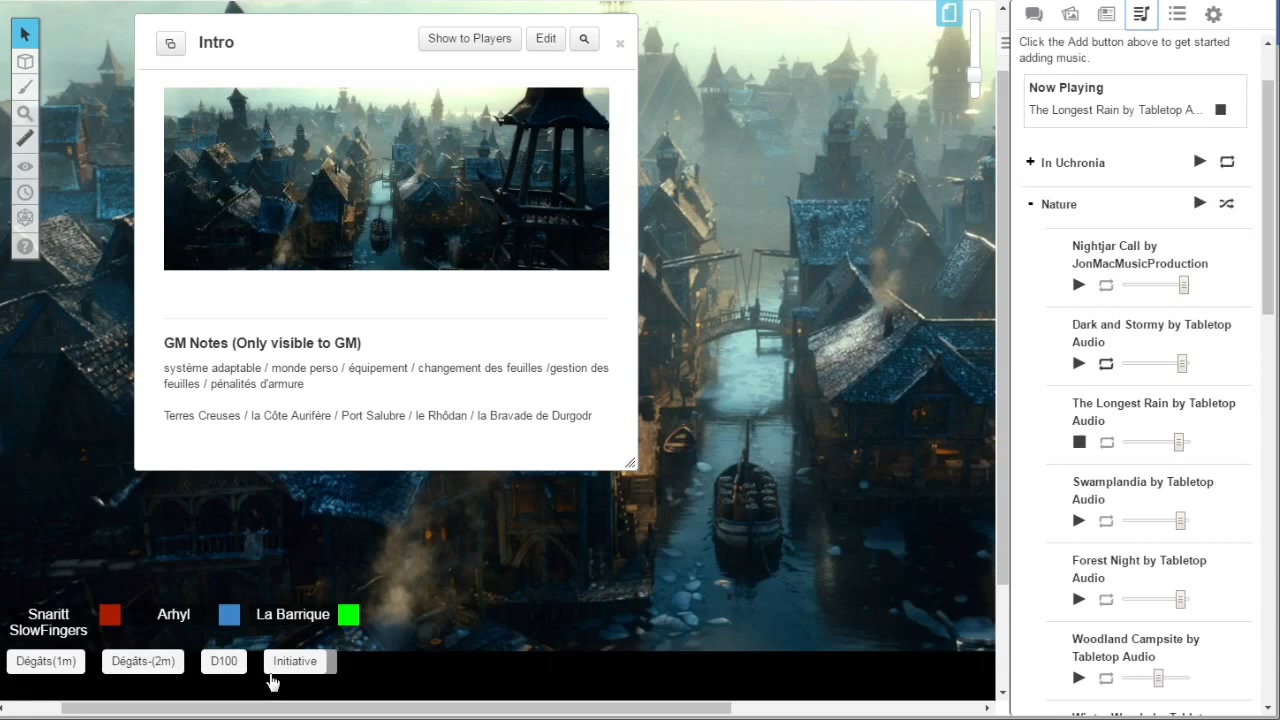 Intro
Show to Players
Edit
GM Notes (Only visible to GM)
système adaptable / monde perso / équipement / changement des feuilles /gestion des
feuilles / pénalités d'armure
Terres Creuses / la Côte Aurifère / Port Salubre / le Rhôdan / la Bravade de Durgodr
Snaritt
SlowFingers
Arhyl
La Barrique
Dégâts(1m)
Dégâts-(2m)
D100
Initiative
Click the Add button above to get started
adding music.
Now Playing
The Longest Rain by Tabletop A...
+ In Uchronia
- Nature
Nightjar Call by
JonMacMusicProduction
Dark and Stormy by Tabletop
Audio
The Longest Rain by Tabletop
Audio
Swamplandia by Tabletop
Audio
Forest Night by Tabletop
Audio
Woodland Campsite by
Tabletop Audio